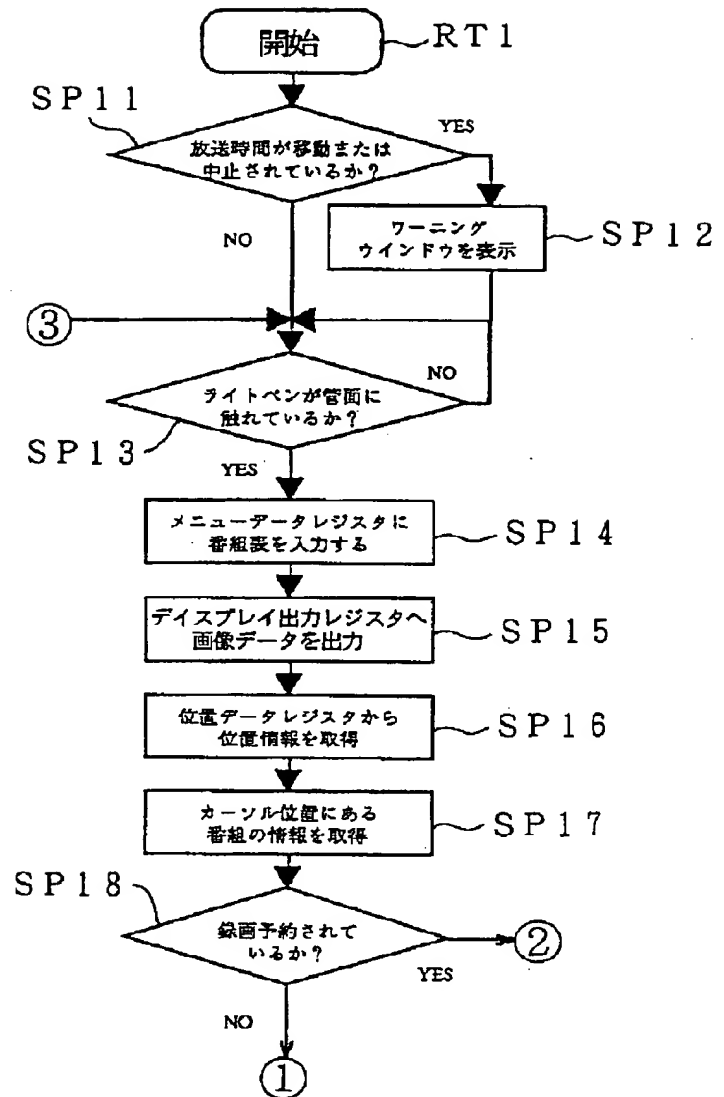 開始
RT1
SP11
YES
放送時間が移動または
中止されているか?
NO
ワーニング
ウインドウを表示
SP12
③
NO
ライトペンが管面に
触れているか?
SP13
YES
メニューデータレジスタに
番組表を入力する
SP14
デイスプレイ出力レジスタへ
画像データを出力
SP15
位置データレジスタから
位置情報を取得
SP16
カーソル位置にある
番組の情報を取得
SP17
SP18
録画予約されて
いるか?
②
YES
NO
①